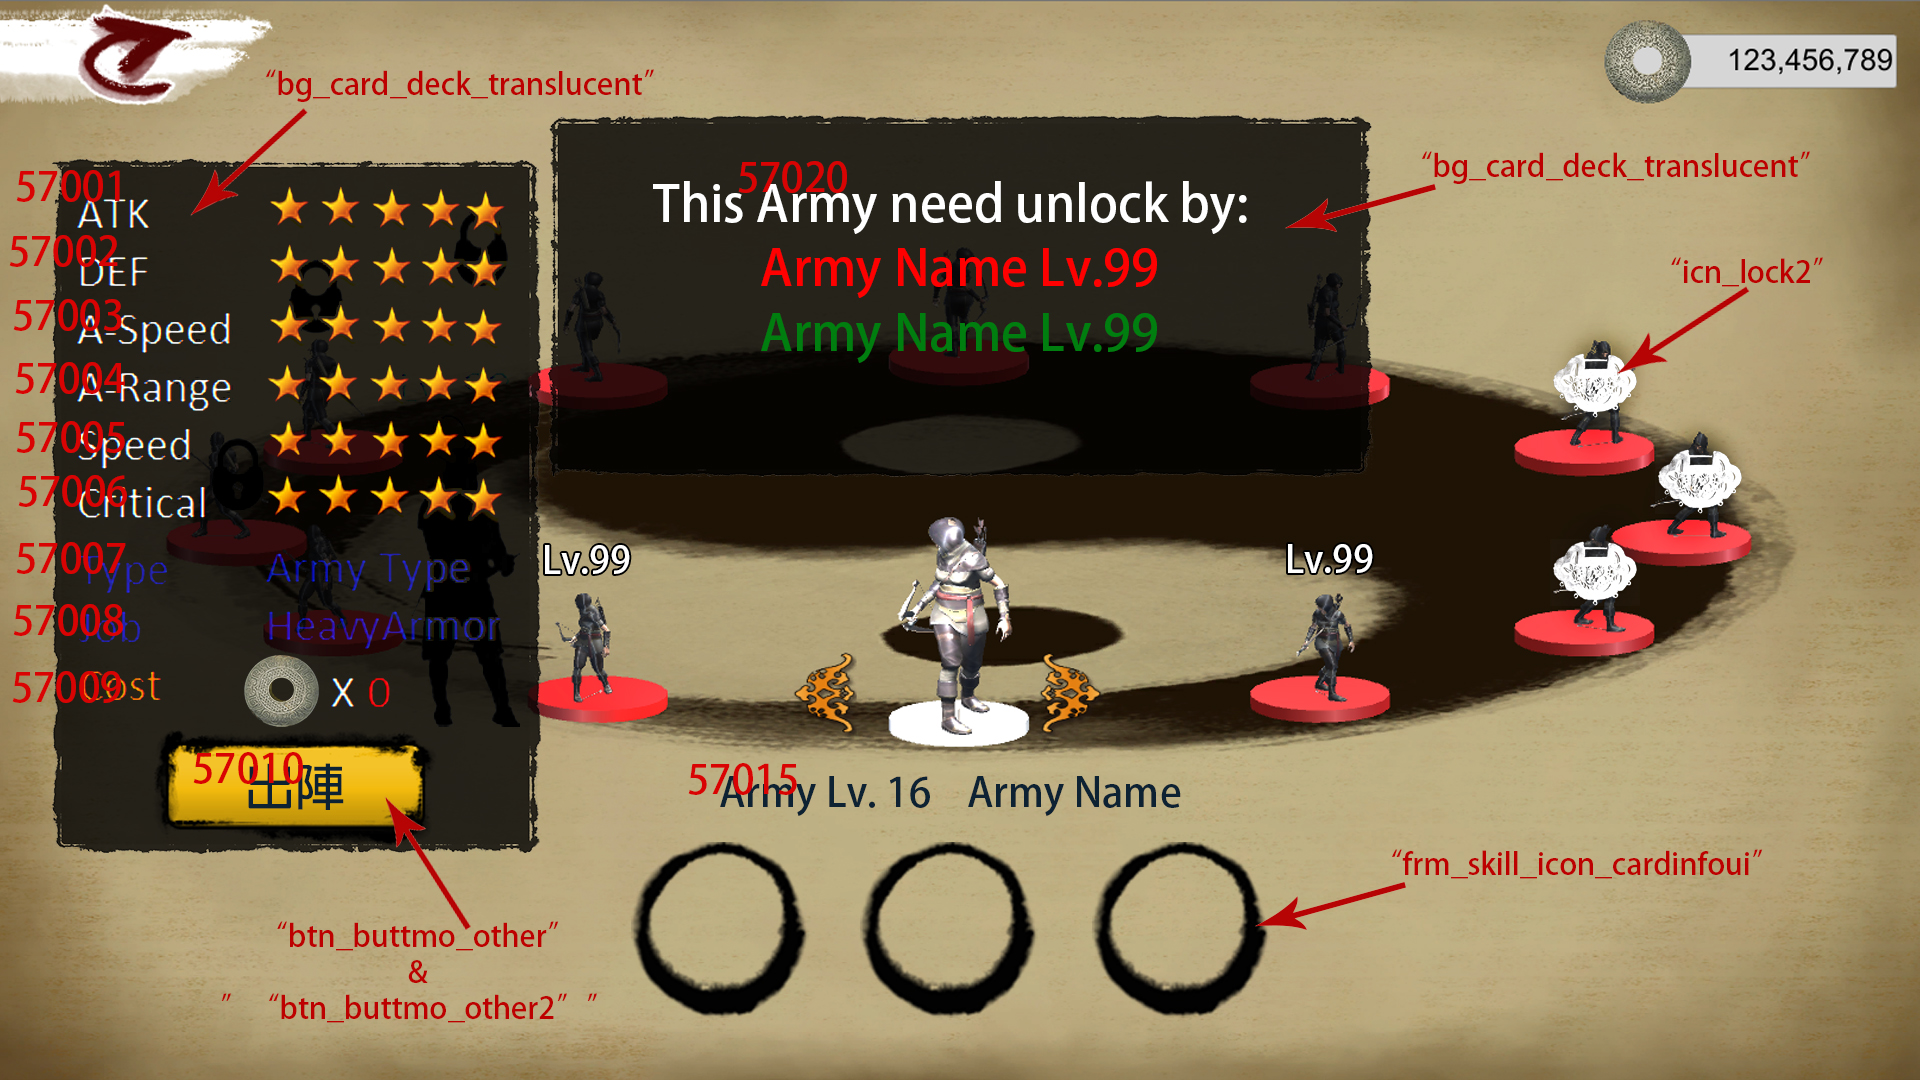 123,456,789
“bg_card_deck_translucent”
57001
ATK
57002
DEF
57003
A-Speed
57004
A-Range
57005
Speed
57006
Critical
57007
Type Army Type
57008
Job HeavyArmor
57009
Cost X 0
57010
出陣
57020
This Army need unlock by:
Army Name Lv.99
Army Name Lv.99
“bg_card_deck_translucent”
“icn_lock2”
Lv.99
Lv.99
57015
Army Lv. 16 Army Name
“frm_skill_icon_cardinfoui”
“btn_buttmo_other”
&
” “btn_buttmo_other2” ”